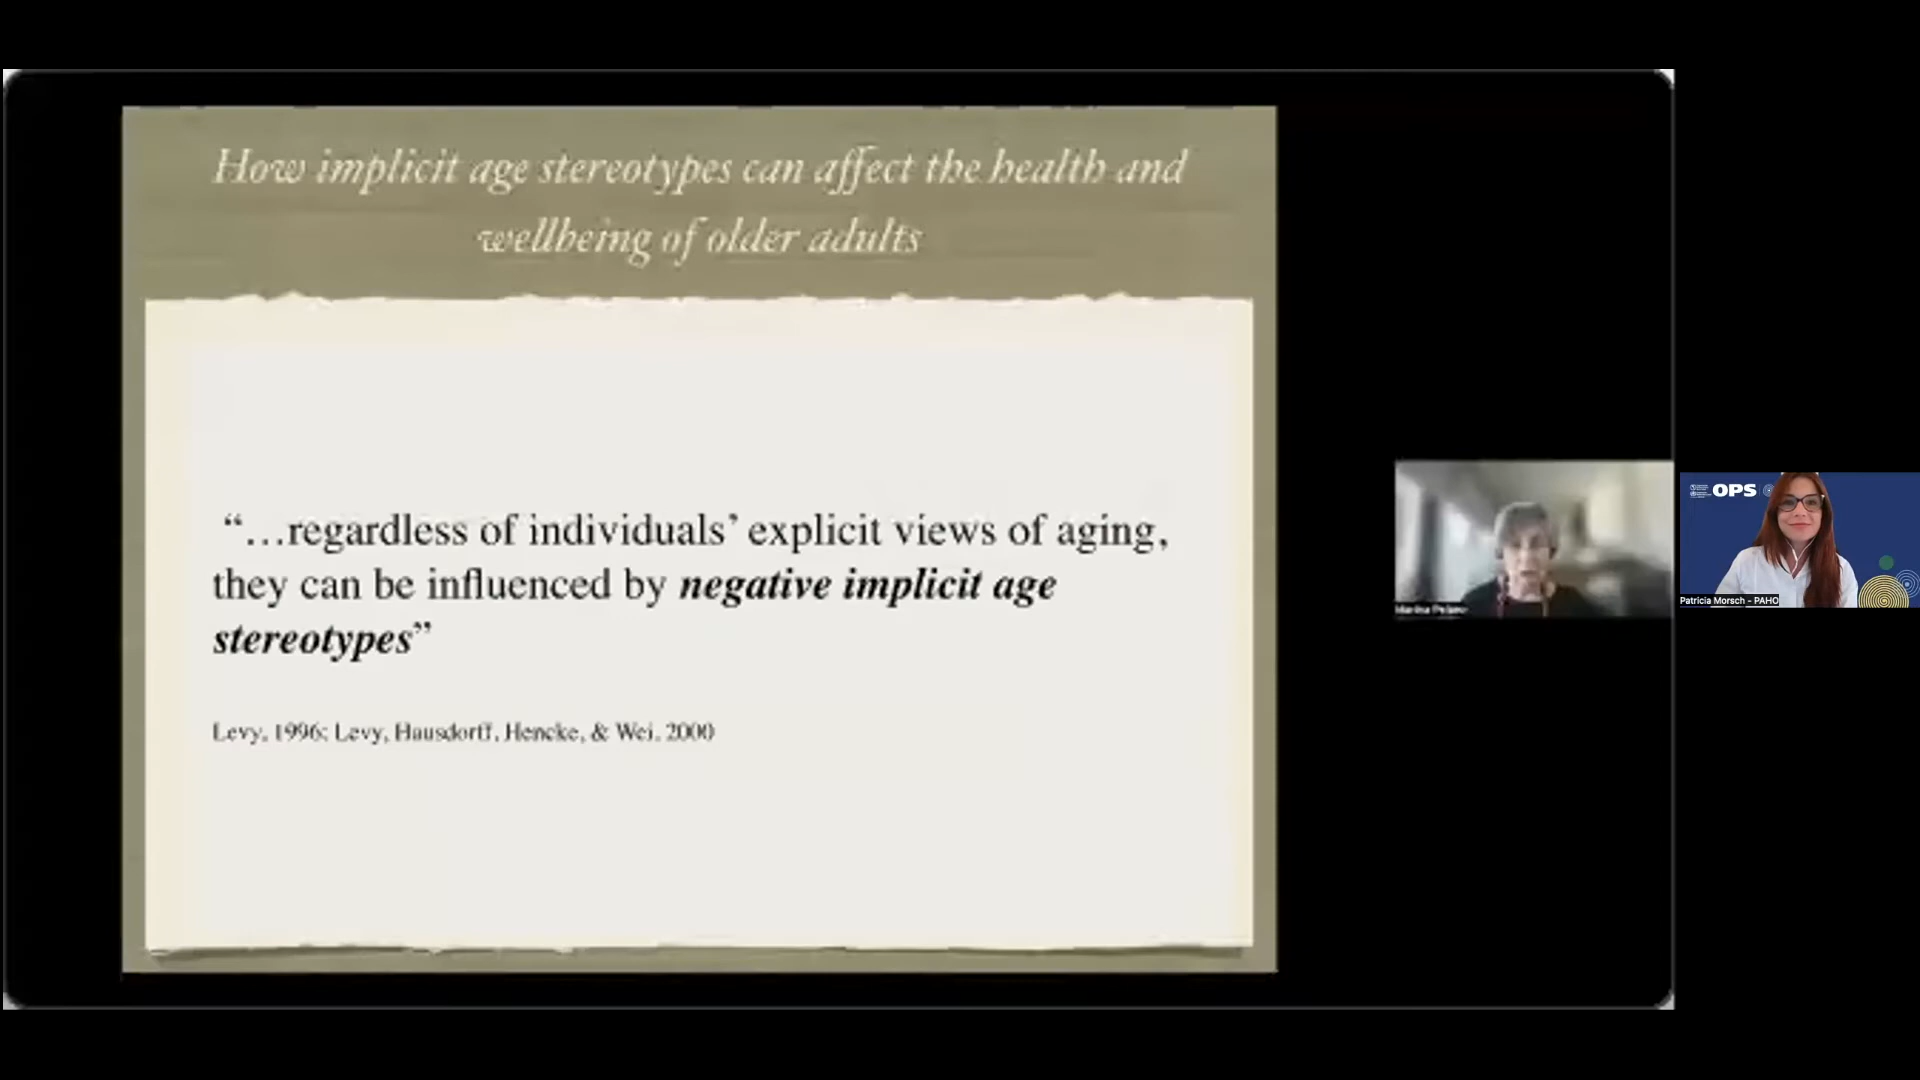 How implicit age stereotypes can affect the health and
wellbeing of older adults
“…regardless of individuals’ explicit views of aging,
they can be influenced by negative implicit age
stereotypes”
Levy, 1996; Levy, Hausdorff, Hencke, & Wei, 2000
OPS
Patricia Morsch - PAHO